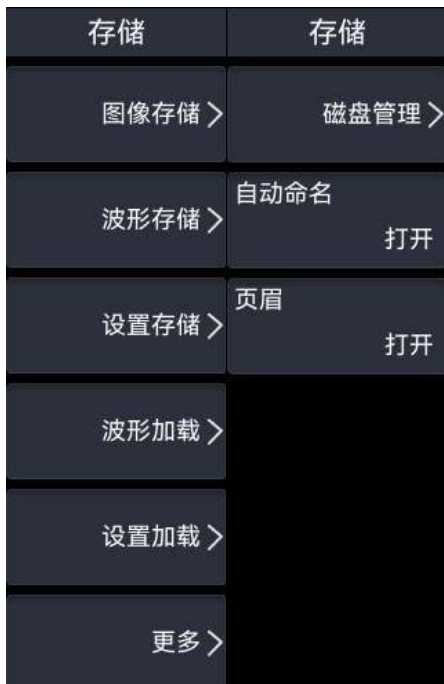 存储
图像存储
波形存储
设置存储
波形加载
设置加载
更多
存储
磁盘管理
自动命名
打开
页眉
打开